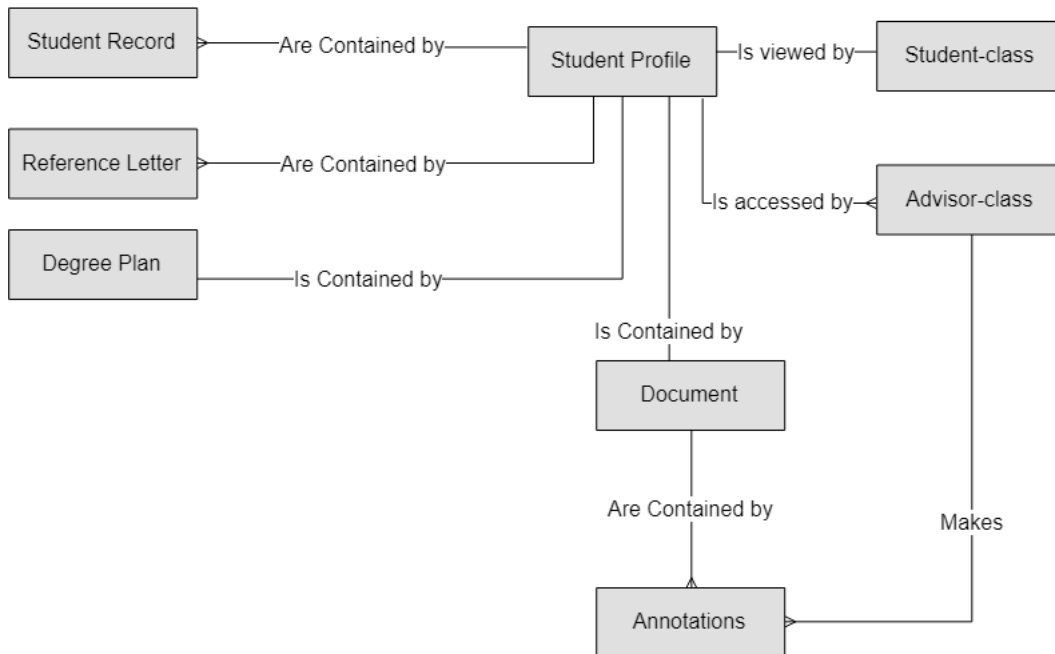 Student Record
Are Contained by
Student Profile
Is viewed by
Student-class
Reference Letter
Are Contained by
Is accessed by
Advisor-class
Degree Plan
Is Contained by
Is Contained by
Document
Are Contained by
Makes
Annotations